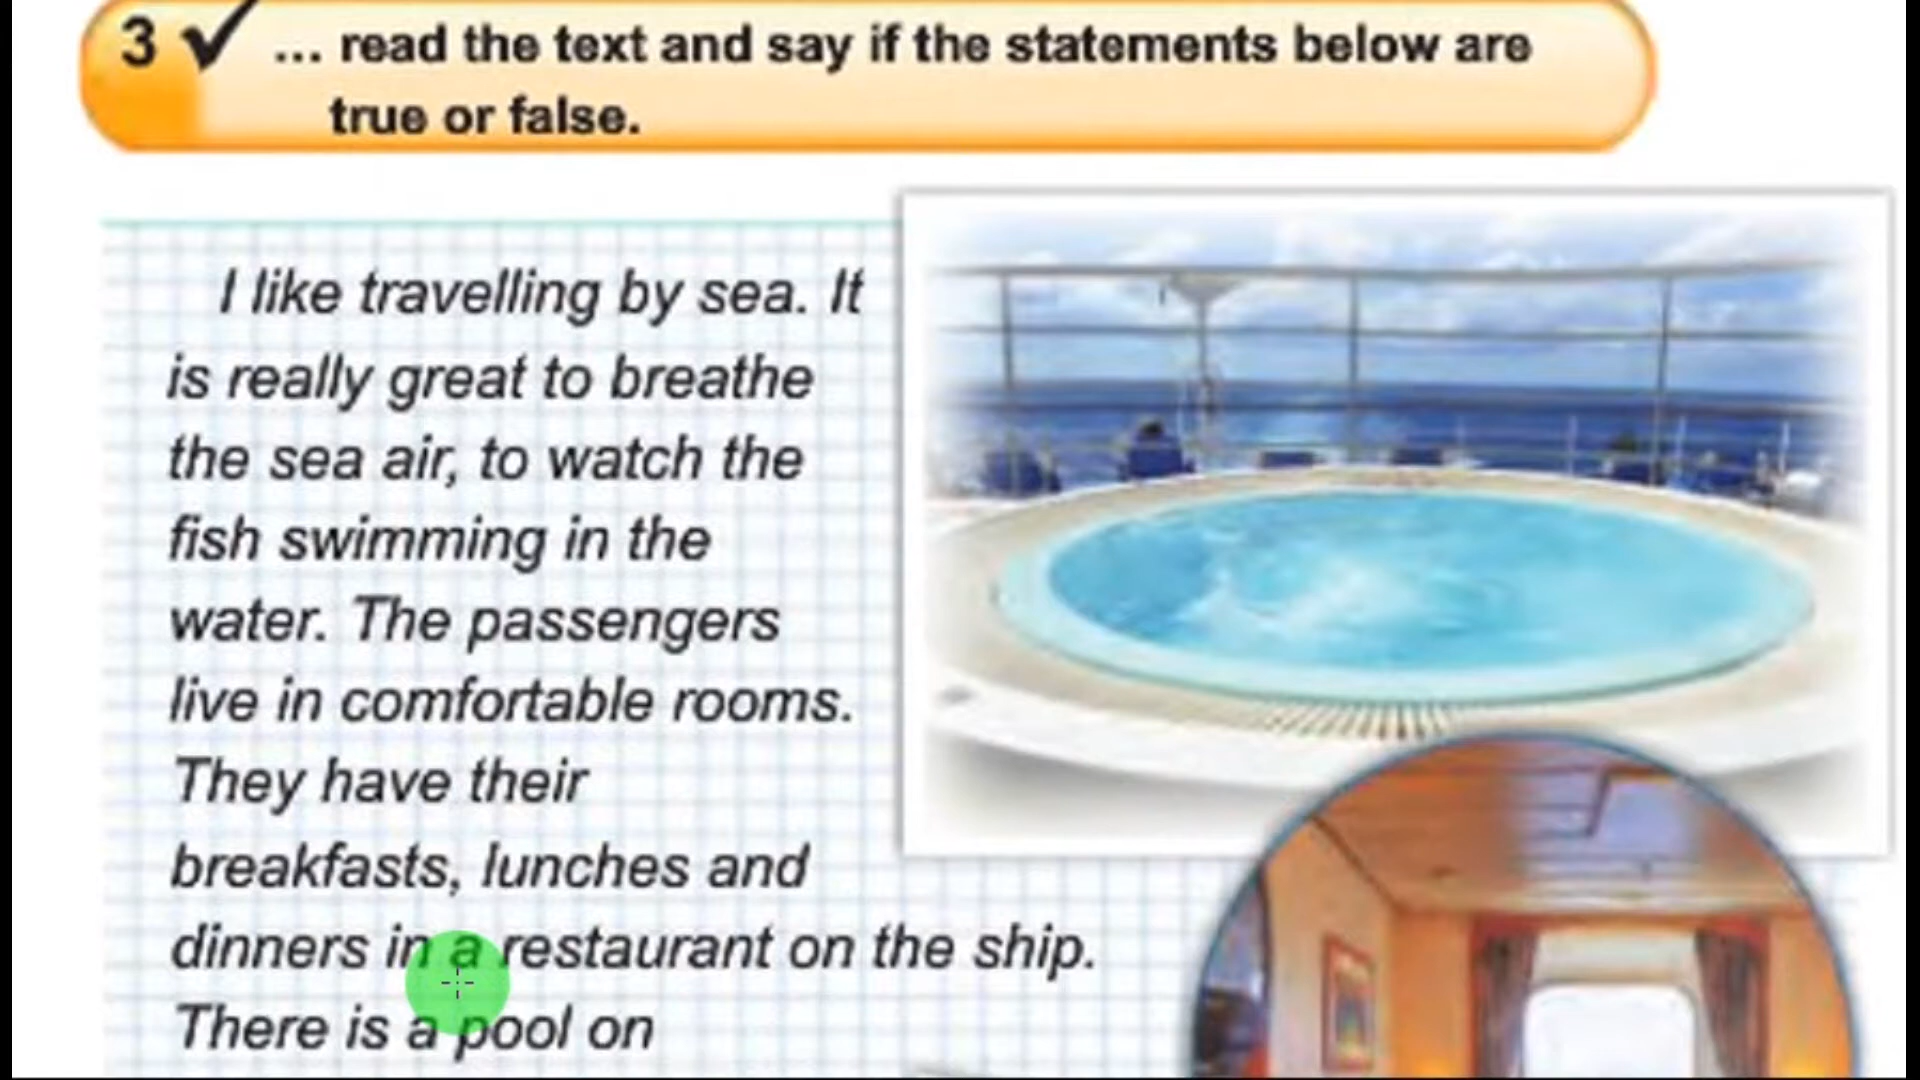 3 ✓ ... read the text and say if the statements below are
true or false.
I like travelling by sea. It
is really great to breathe
the sea air, to watch the
fish swimming in the
water. The passengers
live in comfortable rooms.
They have their
breakfasts, lunches and
dinners in a restaurant on the ship.
There is a pool on